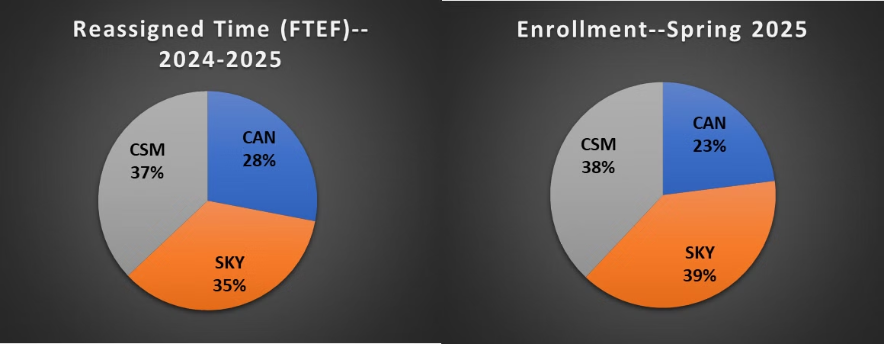 Reassigned Time (FTEF)--
2024-2025
CAN
28%
CSM
37%
SKY
35%
Enrollment--Spring 2025
CAN
23%
CSM
38%
SKY
39%